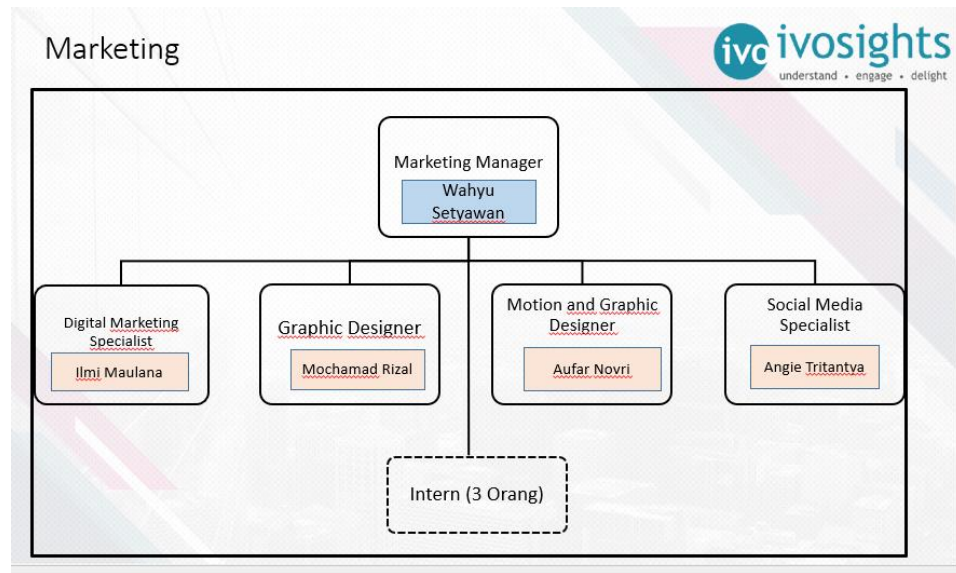 Marketing
ivo ivosights
understand • engage • delight
Marketing Manager
Wahyu
Setyawan
Digital Marketing
Specialist
Ilmi Maulana
Graphic Designer
Mochamad Rizal
Motion and Graphic
Designer
Aufar Novri
Social Media
Specialist
Angie Tritantya
Intern (3 Orang)